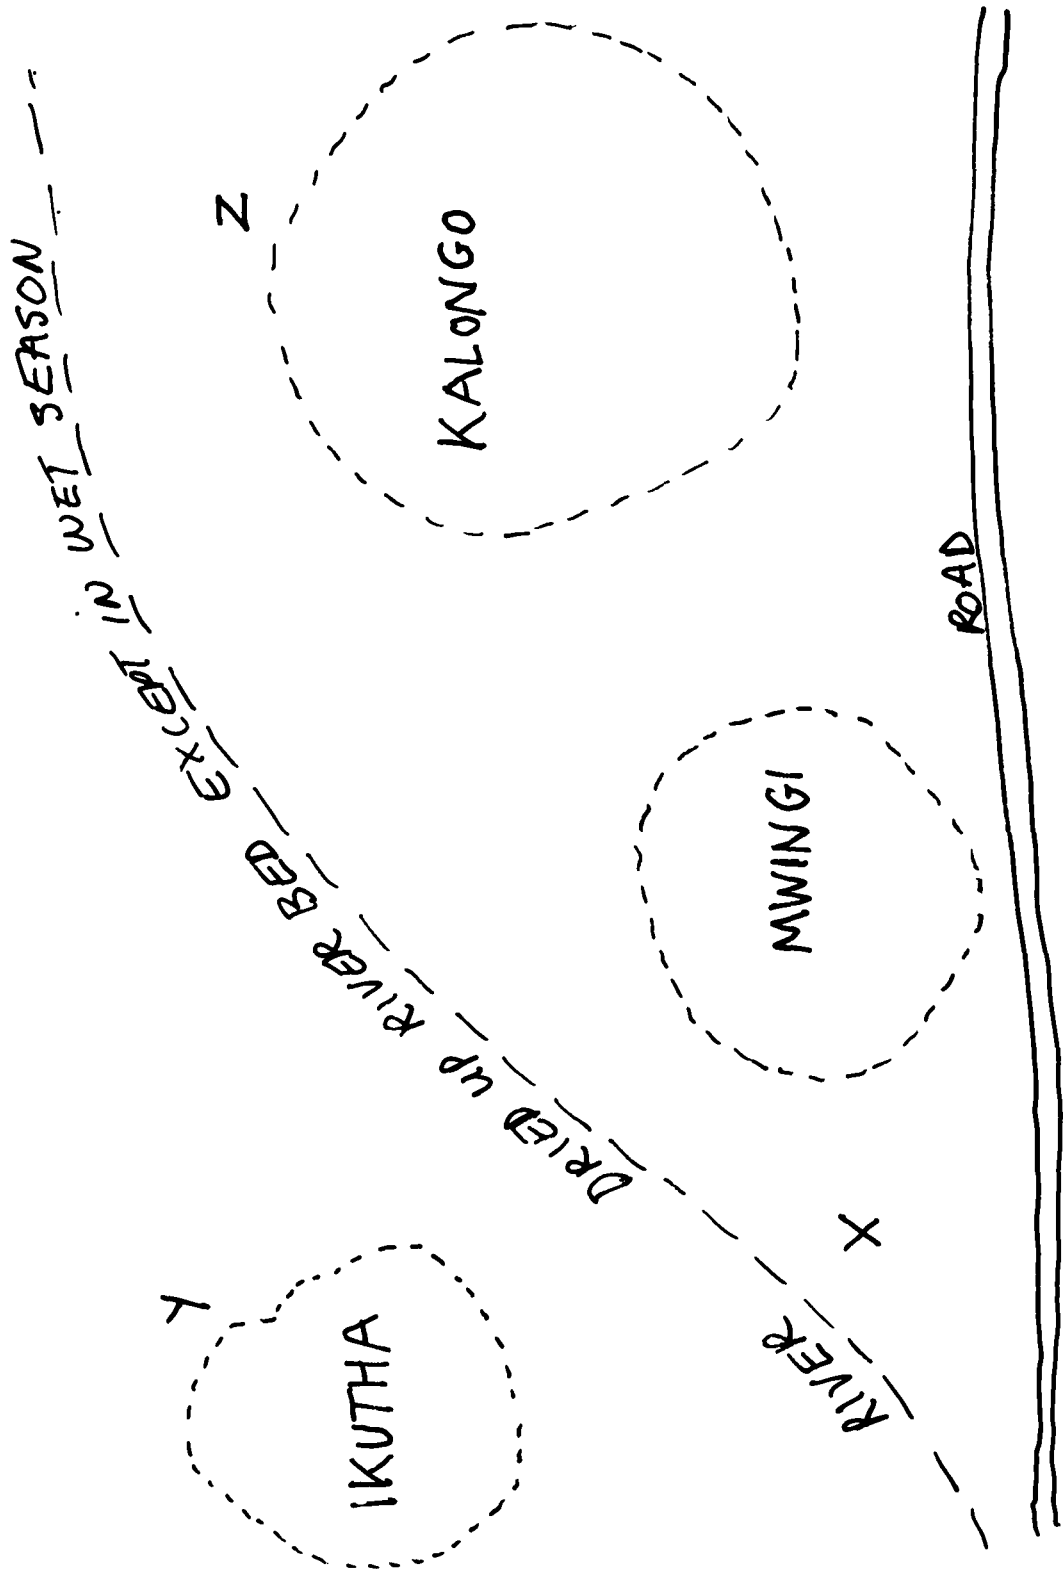 Y
Z
IKUTHA
KALONGO
RIVER
DRIED UP RIVER BED EXCEPT IN WET SEASON
X
MWINGI
ROAD